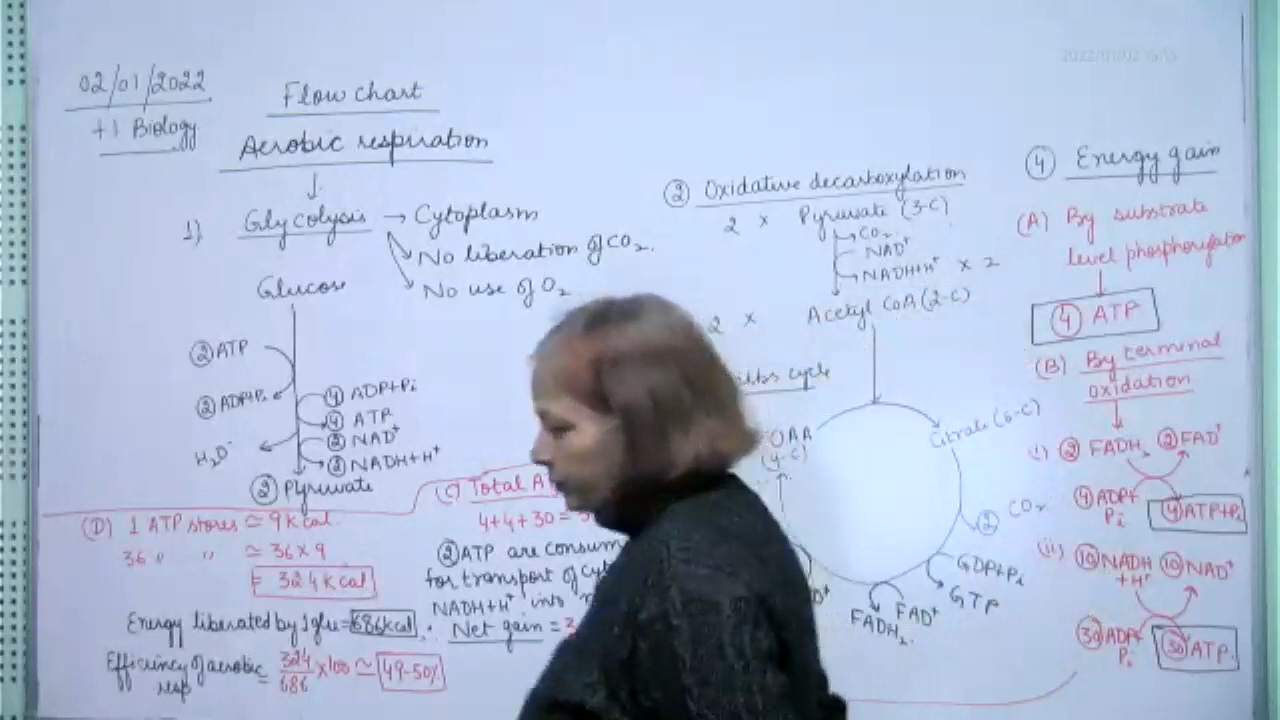 02/01/2022
+1 Biology
Flow chart
Aerobic respiration
↓
1) Glycolysis → Cytoplasm
No liberation of CO2.
No use of O2
Glucose
② ATP
② ADP+Pi
④ ADP+Pi
④ ATP
② NAD+
② NADH+H+
② Pyruvate
② Oxidative decarboxylation
2 × Pyruvate (3-C)
CO2
NAD+
NADH+H+ × 2
2 × Acetyl CoA (2-C)
cycle
OAA
(4-C)
Citrate (6-C)
② CO2
GDP+Pi
GTP
FAD+
FADH2
④ Energy gain
(A) By substrate
level phosphorylation
④ ATP
(B) By terminal
oxidation
i) ② FADH2 ② FAD+
④ ADP+
Pi
④ ATP+Pi
(ii) ⑩ NADH ⑩ NAD+
+H+
㉚ ADP+
Pi
㉚ ATP.
(C) Total
4+4+30 =
② ATP are
for transport of
NADH+H+ into
Net gain =
(D) 1 ATP stores ≃ 9 kcal.
36 " " ≃ 36×9
= 324 kcal
Energy liberated by 1 glu = 686 kcal.
Efficiency of aerobic
resp
= 324/686 ×100 ≃ 49-50%